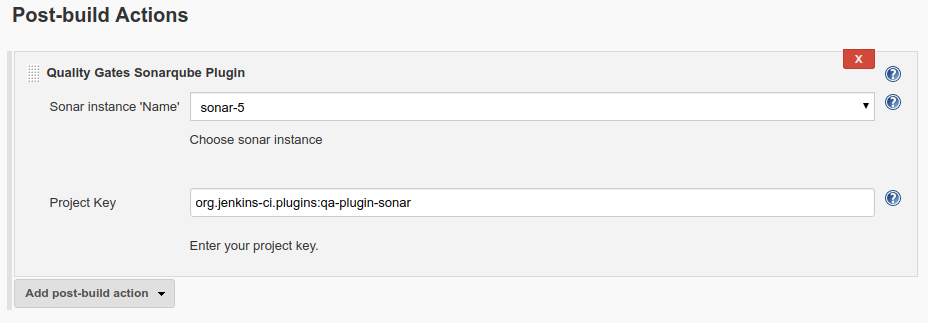 Post-build Actions
X
Quality Gates Sonarqube Plugin
?
Sonar instance 'Name'
sonar-5
?
Choose sonar instance
Project Key
org.jenkins-ci.plugins:qa-plugin-sonar
?
Enter your project key.
Add post-build action